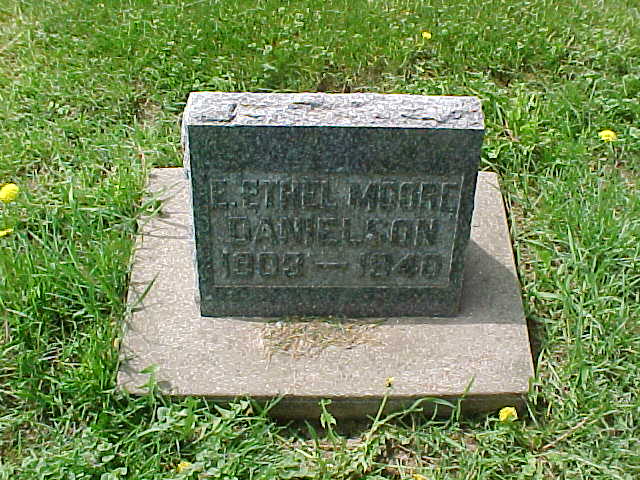 E. ETHEL MOORE
DANIELSON
1903 — 1940